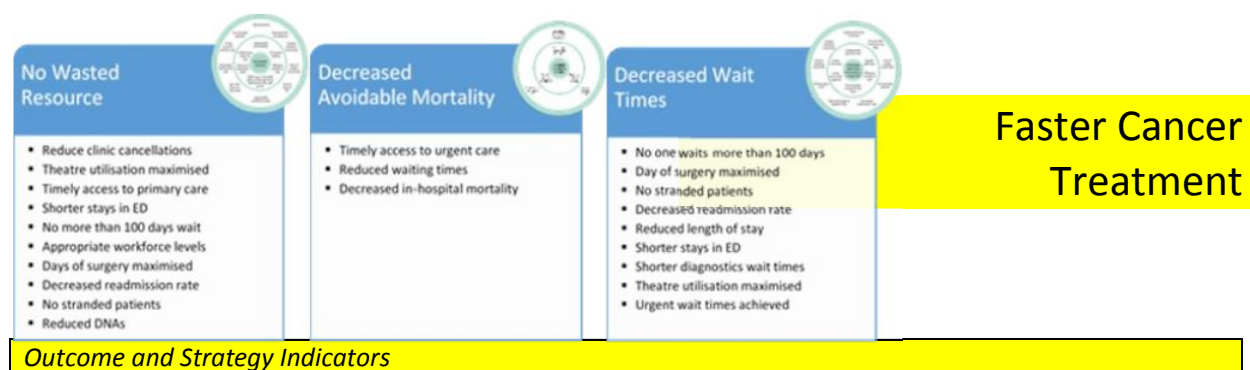 No Wasted
Resource
Reduce clinic cancellations
Theatre utilisation maximised
Timely access to primary care
Shorter stays in ED
No more than 100 days wait
Appropriate workforce levels
Days of surgery maximised
Decreased readmission rate
No stranded patients
Reduced DNAs
Decreased
Avoidable Mortality
Timely access to urgent care
Reduced waiting times
Decreased in-hospital mortality
Decreased Wait
Times
No one waits more than 100 days
Day of surgery maximised
No stranded patients
Decreased readmission rate
Reduced length of stay
Shorter stays in ED
Shorter diagnostics wait times
Theatre utilisation maximised
Urgent wait times achieved
Faster Cancer
Treatment
Outcome and Strategy Indicators